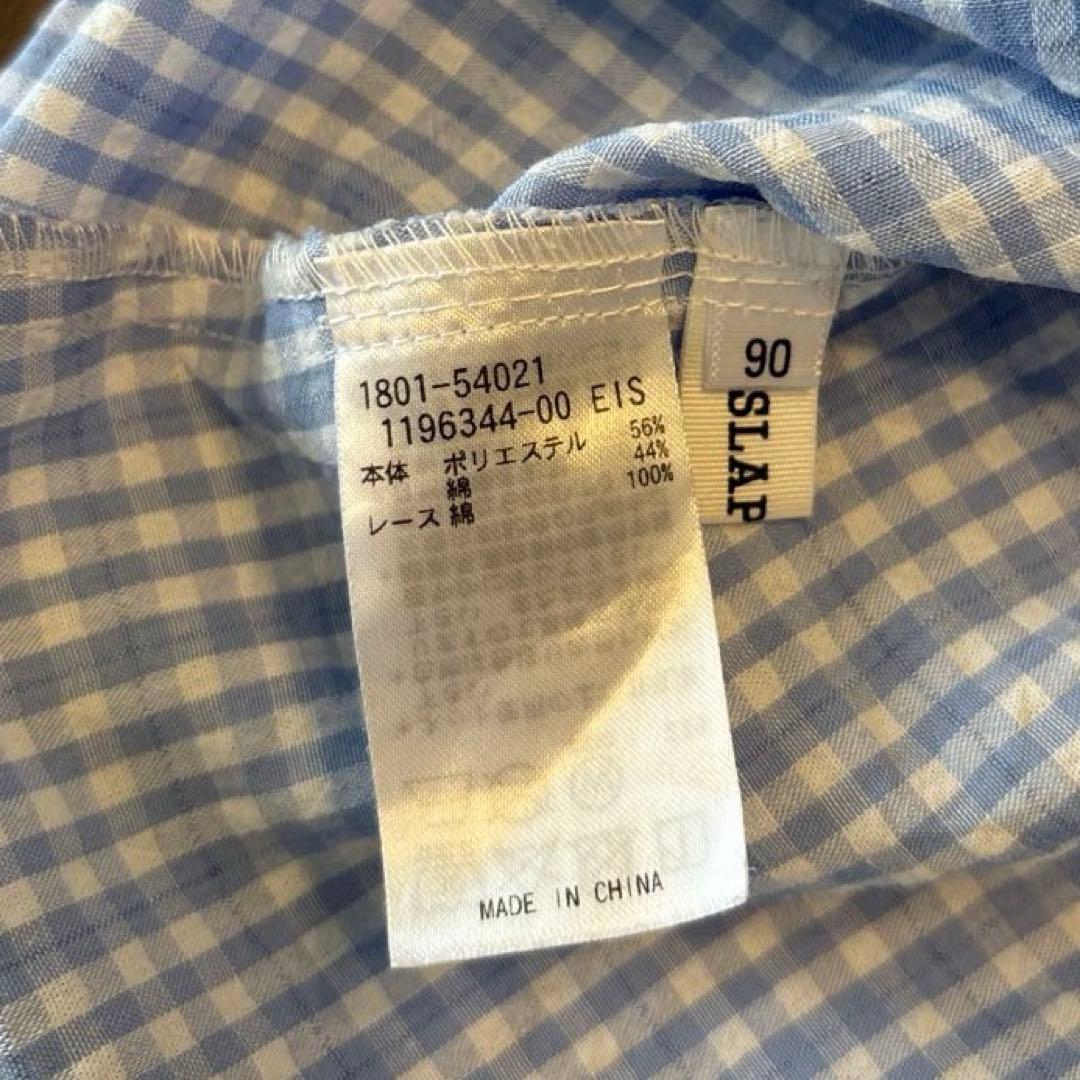 1801-54021
1196344-00 EIS
本体 ポリエステル 56%
綿 44%
レース 綿 100%
MADE IN CHINA
90
SLAP